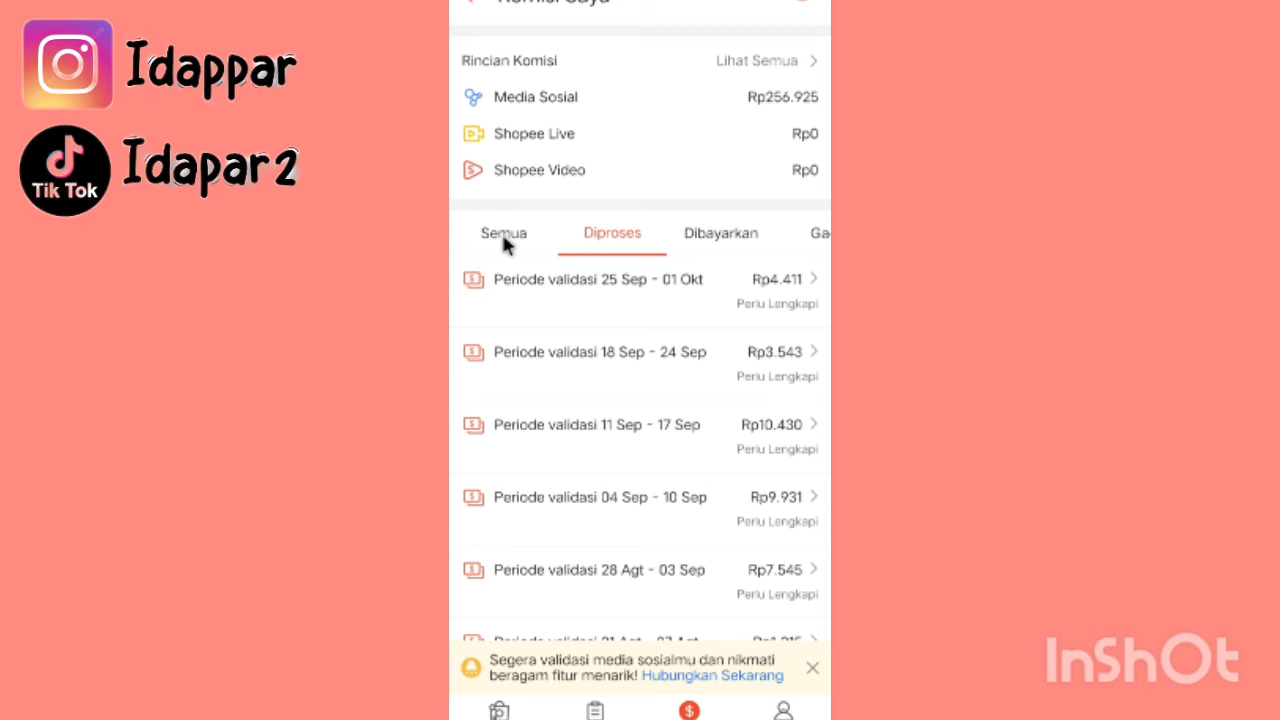 Idappar
Tik Tok
Idapar2
Komisi Saya
Rincian Komisi
Lihat Semua
Media Sosial
Rp256.925
Shopee Live
Rp0
Shopee Video
Rp0
Semua
Diproses
Dibayarkan
Ga
Periode validasi 25 Sep - 01 Okt
Rp4.411
Perlu Lengkapi
Periode validasi 18 Sep - 24 Sep
Rp3.543
Perlu Lengkapi
Periode validasi 11 Sep - 17 Sep
Rp10.430
Perlu Lengkapi
Periode validasi 04 Sep - 10 Sep
Rp9.931
Perlu Lengkapi
Periode validasi 28 Agt - 03 Sep
Rp7.545
Perlu Lengkapi
Segera validasi media sosialmu dan nikmati
beragam fitur menarik! Hubungkan Sekarang
InShOt